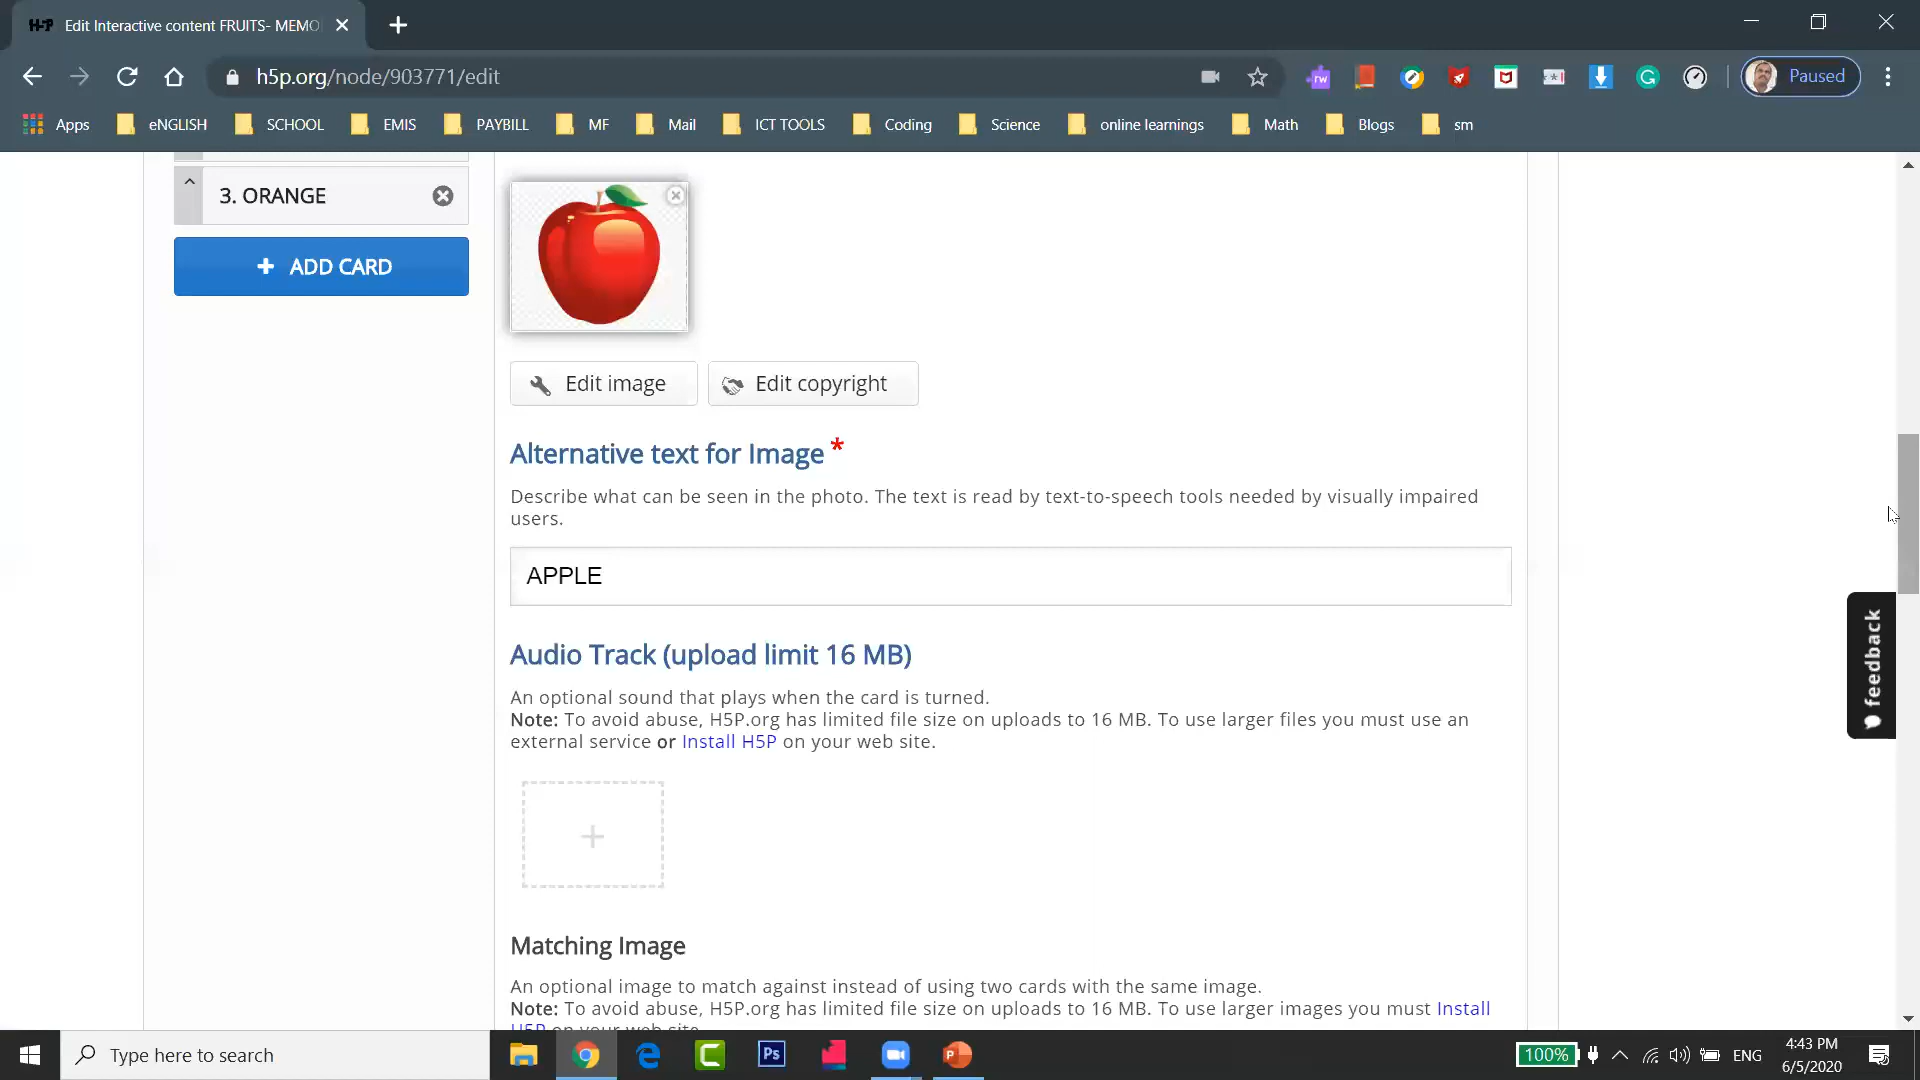 H-P Edit Interactive content FRUITS- MEMO
h5p.org/node/903771/edit
Paused
Apps
eNGLISH
SCHOOL
EMIS
PAYBILL
MF
Mail
ICT TOOLS
Coding
Science
online learnings
Math
Blogs
sm
3. ORANGE
+ ADD CARD
Edit image
Edit copyright
Alternative text for Image *
Describe what can be seen in the photo. The text is read by text-to-speech tools needed by visually impaired
users.
APPLE
Audio Track (upload limit 16 MB)
An optional sound that plays when the card is turned.
Note: To avoid abuse, H5P.org has limited file size on uploads to 16 MB. To use larger files you must use an
external service or Install H5P on your web site.
+
feedback
Matching Image
An optional image to match against instead of using two cards with the same image.
Note: To avoid abuse, H5P.org has limited file size on uploads to 16 MB. To use larger images you must Install
H5P on your web site.
Type here to search
Ps
100%
ENG
4:43 PM
6/5/2020